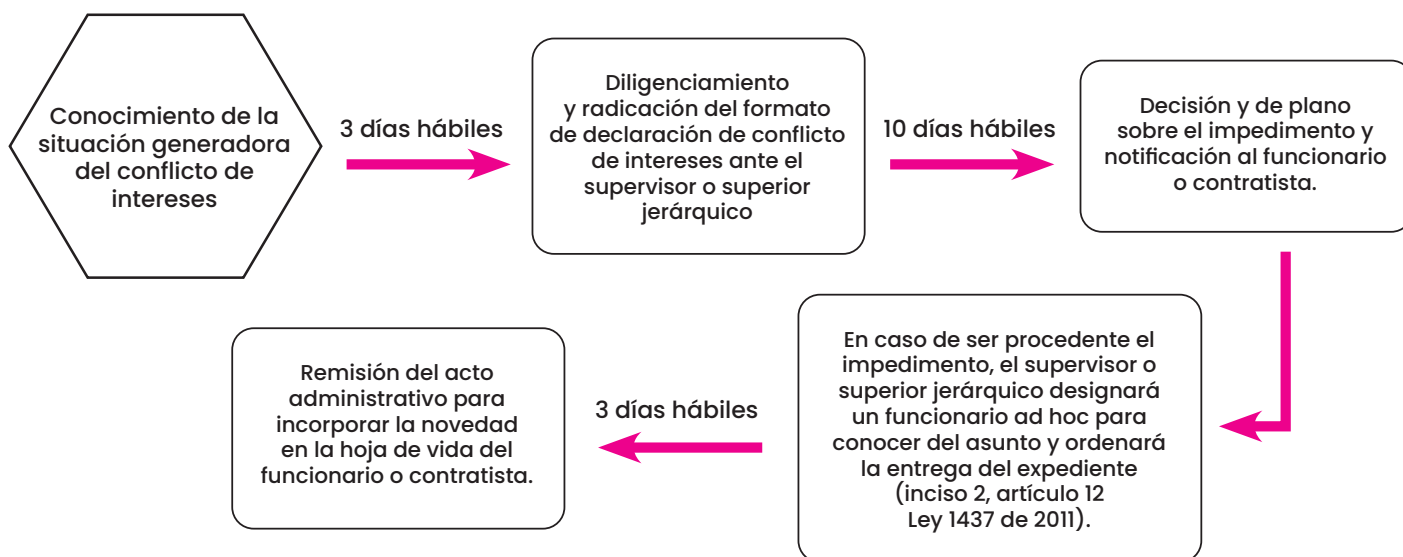 Conocimiento de la
situación generadora
del conflicto de
intereses
3 días hábiles
Diligenciamiento
y radicación del formato
de declaración de conflicto
de intereses ante el
supervisor o superior
jerárquico
10 días hábiles
Decisión y de plano
sobre el impedimento y
notificación al funcionario
o contratista.
En caso de ser procedente el
impedimento, el supervisor o
superior jerárquico designará
un funcionario ad hoc para
conocer del asunto y ordenará
la entrega del expediente
(inciso 2, artículo 12
Ley 1437 de 2011).
3 días hábiles
Remisión del acto
administrativo para
incorporar la novedad
en la hoja de vida del
funcionario o contratista.